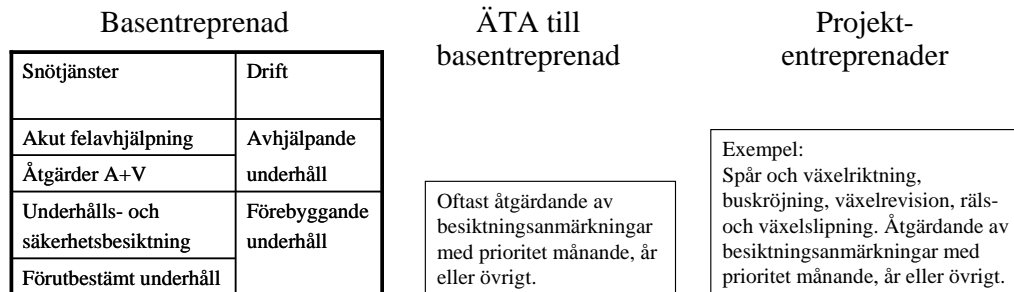 Basentreprenad
Snötjänster
Drift
Akut felavhjälpning
Avhjälpande
Åtgärder A+V
underhåll
Underhålls- och
säkerhetsbesiktning
Förebyggande
underhåll
Förutbestämt underhåll
ÄTA till
basentreprenad
Oftast åtgärdande av
besiktningsanmärkningar
med prioritet månande, år
eller övrigt.
Projekt-
entreprenader
Exempel:
Spår och växelriktning,
buskröjning, växelrevision, räls-
och växelslipning. Åtgärdande av
besiktningsanmärkningar med
prioritet månande, år eller övrigt.